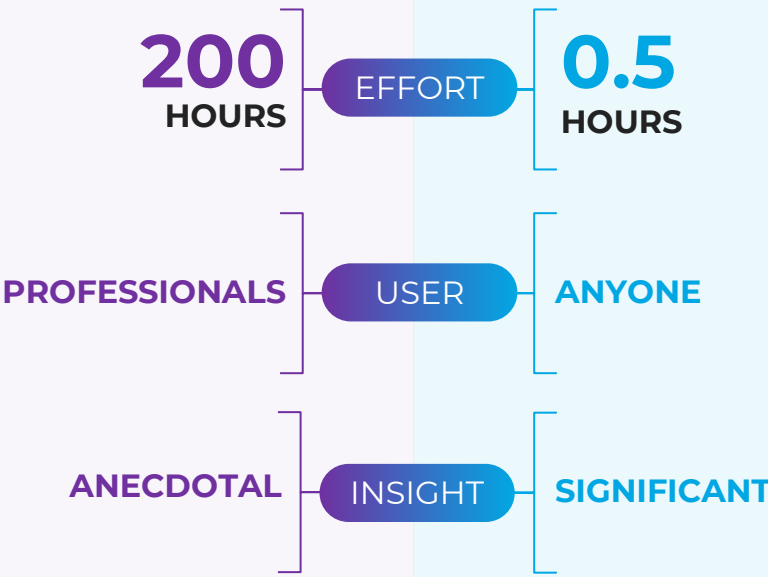 200
HOURS
EFFORT
0.5
HOURS
PROFESSIONALS
USER
ANYONE
ANECDOTAL
INSIGHT
SIGNIFICANT